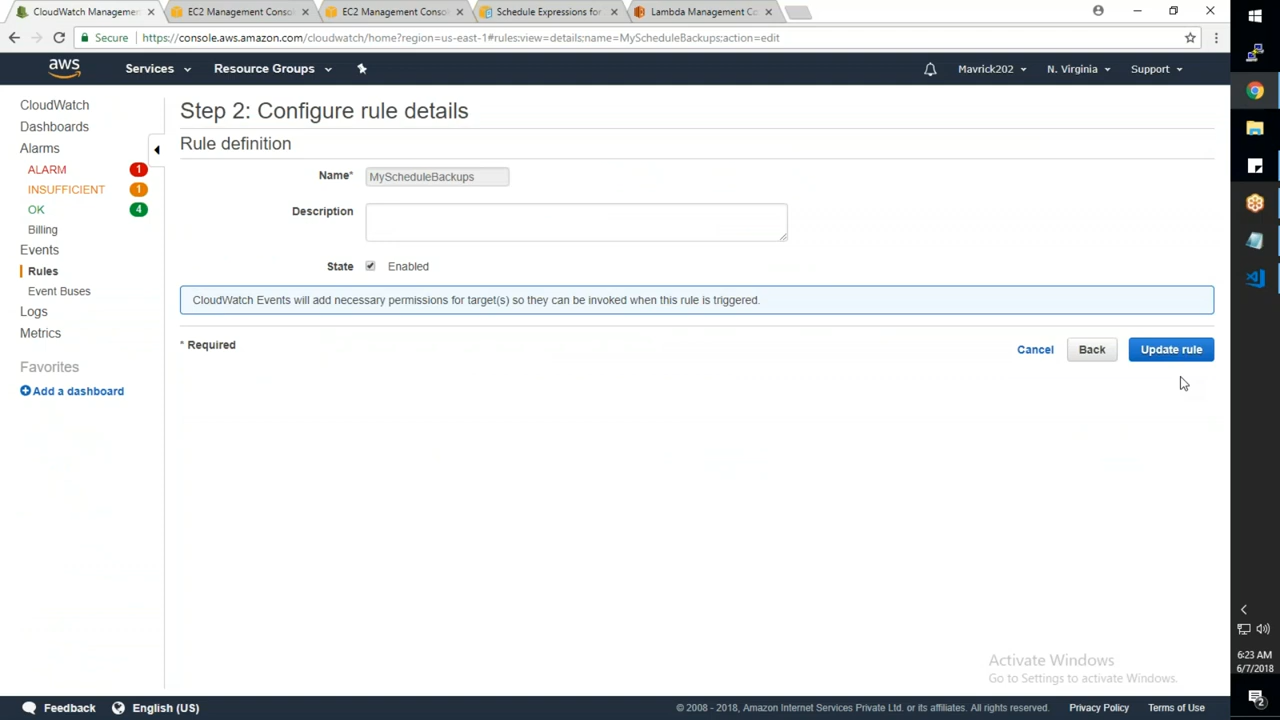 CloudWatch Manageme
EC2 Management Consol
EC2 Management Consol
Schedule Expressions for
Lambda Management Co
Secure
https://console.aws.amazon.com/cloudwatch/home?region=us-east-1#rules:view=details:name=MyScheduleBackups;action=edit
aws
Services
Resource Groups
Mavrick202
N. Virginia
Support
CloudWatch
Dashboards
Alarms
ALARM 1
INSUFFICIENT 1
OK 4
Billing
Events
Rules
Event Buses
Logs
Metrics
Favorites
Add a dashboard
Step 2: Configure rule details
Rule definition
Name* MyScheduleBackups
Description
State Enabled
CloudWatch Events will add necessary permissions for target(s) so they can be invoked when this rule is triggered.
* Required
Cancel Back Update rule
Activate Windows
Go to Settings to activate Windows.
6:23 AM
6/7/2018
2
Feedback English (US)
© 2008 - 2018, Amazon Internet Services Private Ltd. or its affiliates. All rights reserved. Privacy Policy Terms of Use